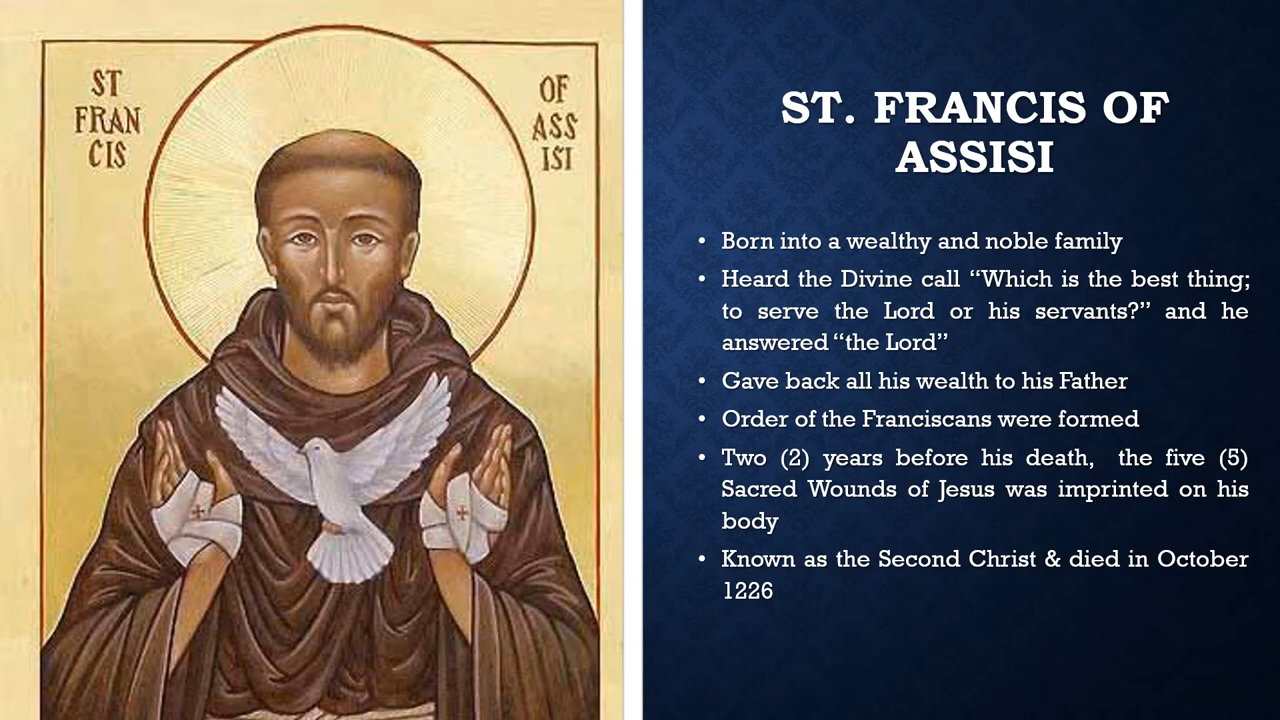 ST
FRAN
CIS
OF
ASS
ISI
ST. FRANCIS OF
ASSISI
• Born into a wealthy and noble family
• Heard the Divine call “Which is the best thing;
to serve the Lord or his servants?” and he
answered “the Lord”
• Gave back all his wealth to his Father
• Order of the Franciscans were formed
• Two (2) years before his death,  the five (5)
Sacred Wounds of Jesus was imprinted on his
body
• Known as the Second Christ & died in October
1226